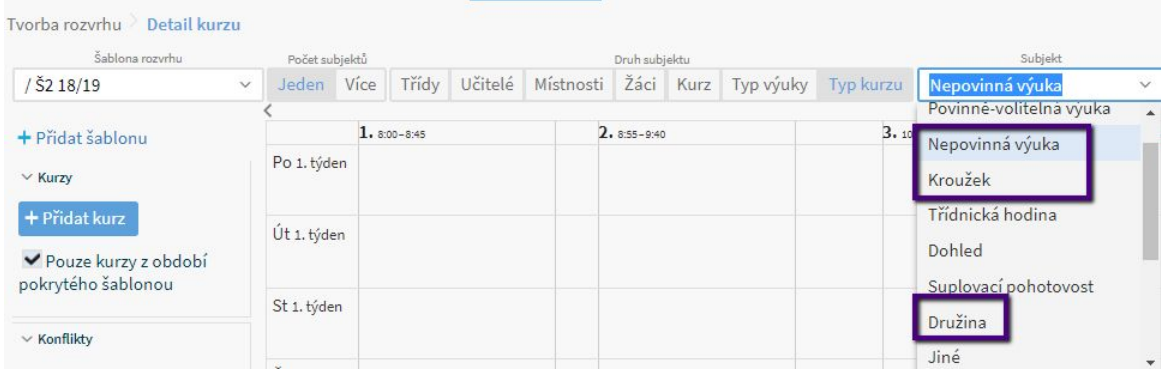 Tvorba rozvrhu > Detail kurzu
Šablona rozvrhu
/ Š2 18/19
Počet subjektů
Jeden Více
Druh subjektu
Třídy Učitelé Místnosti Žáci Kurz Typ výuky Typ kurzu
Subjekt
Nepovinná výuka
Povinně-volitelná výuka
Nepovinná výuka
Kroužek
Třídnická hodina
Dohled
Suplovací pohotovost
Družina
Jiné
+ Přidat šablonu
Kurzy
+ Přidat kurz
Pouze kurzy z období
pokrytého šablonou
Konflikty
1. 8:00–8:45
2. 8:55–9:40
3.
Po 1. týden
Út 1. týden
St 1. týden